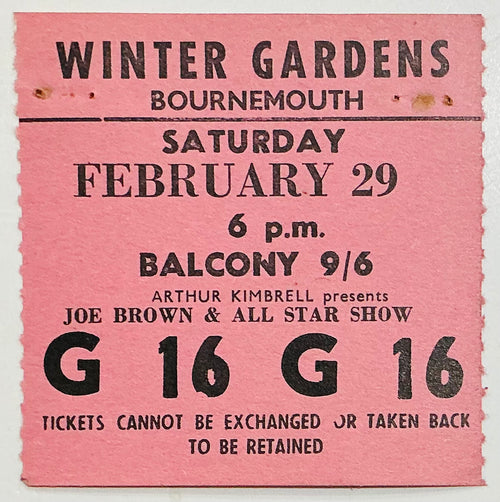 WINTER GARDENS
BOURNEMOUTH
SATURDAY
FEBRUARY 29
6 p.m.
BALCONY 9/6
ARTHUR KIMBRELL presents
JOE BROWN & ALL STAR SHOW
G 16 G 16
TICKETS CANNOT BE EXCHANGED OR TAKEN BACK
TO BE RETAINED